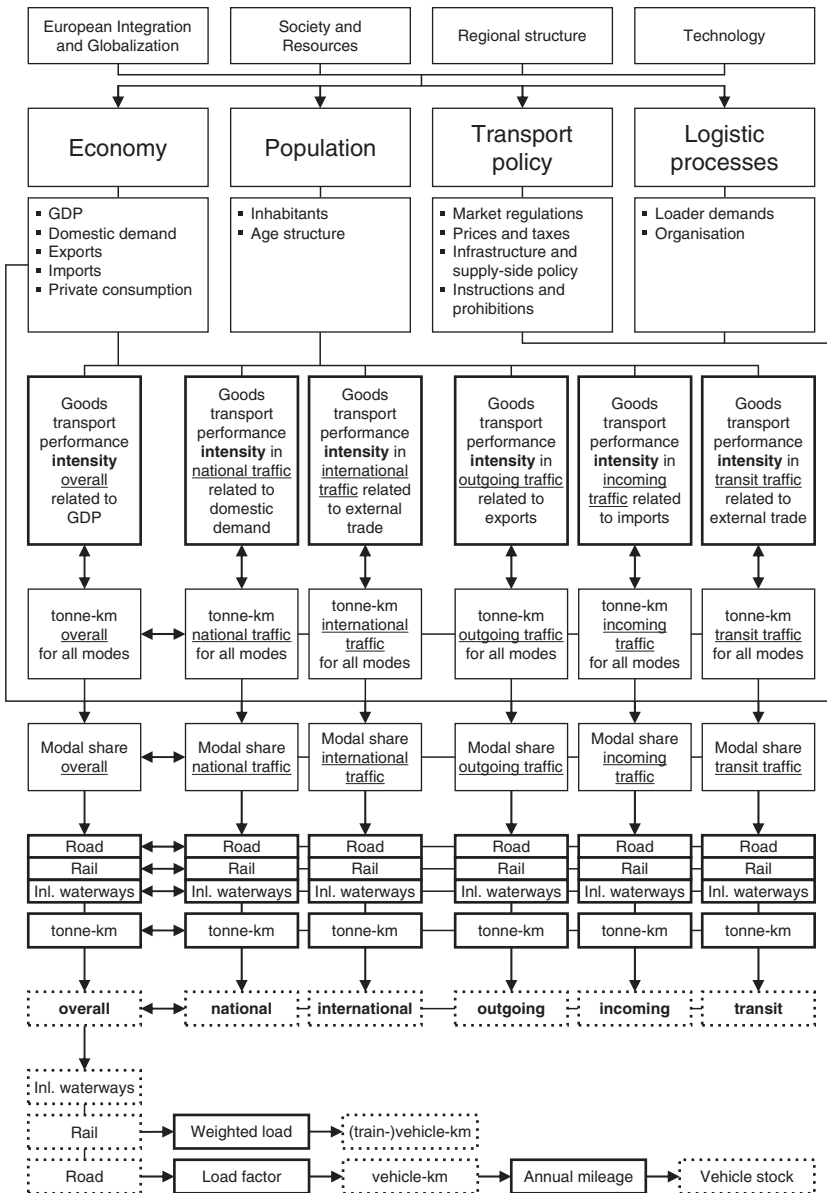 European Integration
and Globalization
Society and
Resources
Regional structure
Technology
Economy
Population
Transport
policy
Logistic
processes
▪ GDP
▪ Domestic demand
▪ Exports
▪ Imports
▪ Private consumption
▪ Inhabitants
▪ Age structure
▪ Market regulations
▪ Prices and taxes
▪ Infrastructure and
supply-side policy
▪ Instructions and
prohibitions
▪ Loader demands
▪ Organisation
Goods
transport
performance
intensity
overall
related to
GDP
Goods
transport
performance
intensity in
national traffic
related to
domestic
demand
Goods
transport
performance
intensity in
international
traffic related
to external
trade
Goods
transport
performance
intensity in
outgoing traffic
related to
exports
Goods
transport
performance
intensity in
incoming
traffic related
to imports
Goods
transport
performance
intensity in
transit traffic
related to
external trade
tonne-km
overall
for all modes
tonne-km
national traffic
for all modes
tonne-km
international
traffic
for all modes
tonne-km
outgoing traffic
for all modes
tonne-km
incoming
traffic
for all modes
tonne-km
transit traffic
for all modes
Modal share
overall
Modal share
national traffic
Modal share
international
traffic
Modal share
outgoing traffic
Modal share
incoming
traffic
Modal share
transit traffic
Road
Road
Road
Road
Road
Road
Rail
Rail
Rail
Rail
Rail
Rail
Inl. waterways
Inl. waterways
Inl. waterways
Inl. waterways
Inl. waterways
Inl. waterways
tonne-km
tonne-km
tonne-km
tonne-km
tonne-km
tonne-km
overall
national
international
outgoing
incoming
transit
Inl. waterways
Rail
Weighted load
(train-)vehicle-km
Road
Load factor
vehicle-km
Annual mileage
Vehicle stock